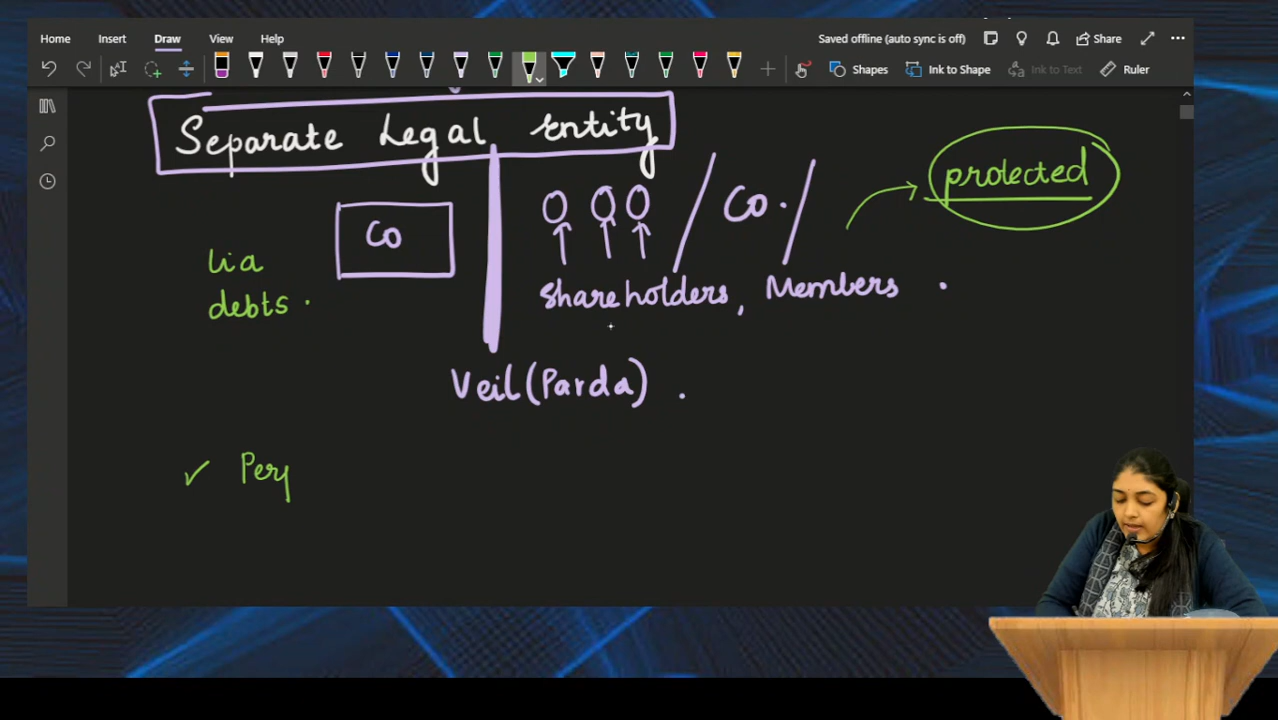 Home Insert Draw View Help Saved offline (auto sync is off) Share
Shapes Ink to Shape Ink to Text Ruler
Separate Legal entity
protected
Co
Co.
lia
debts.
Shareholders, Members .
Veil (Parda) .
✓ Perp